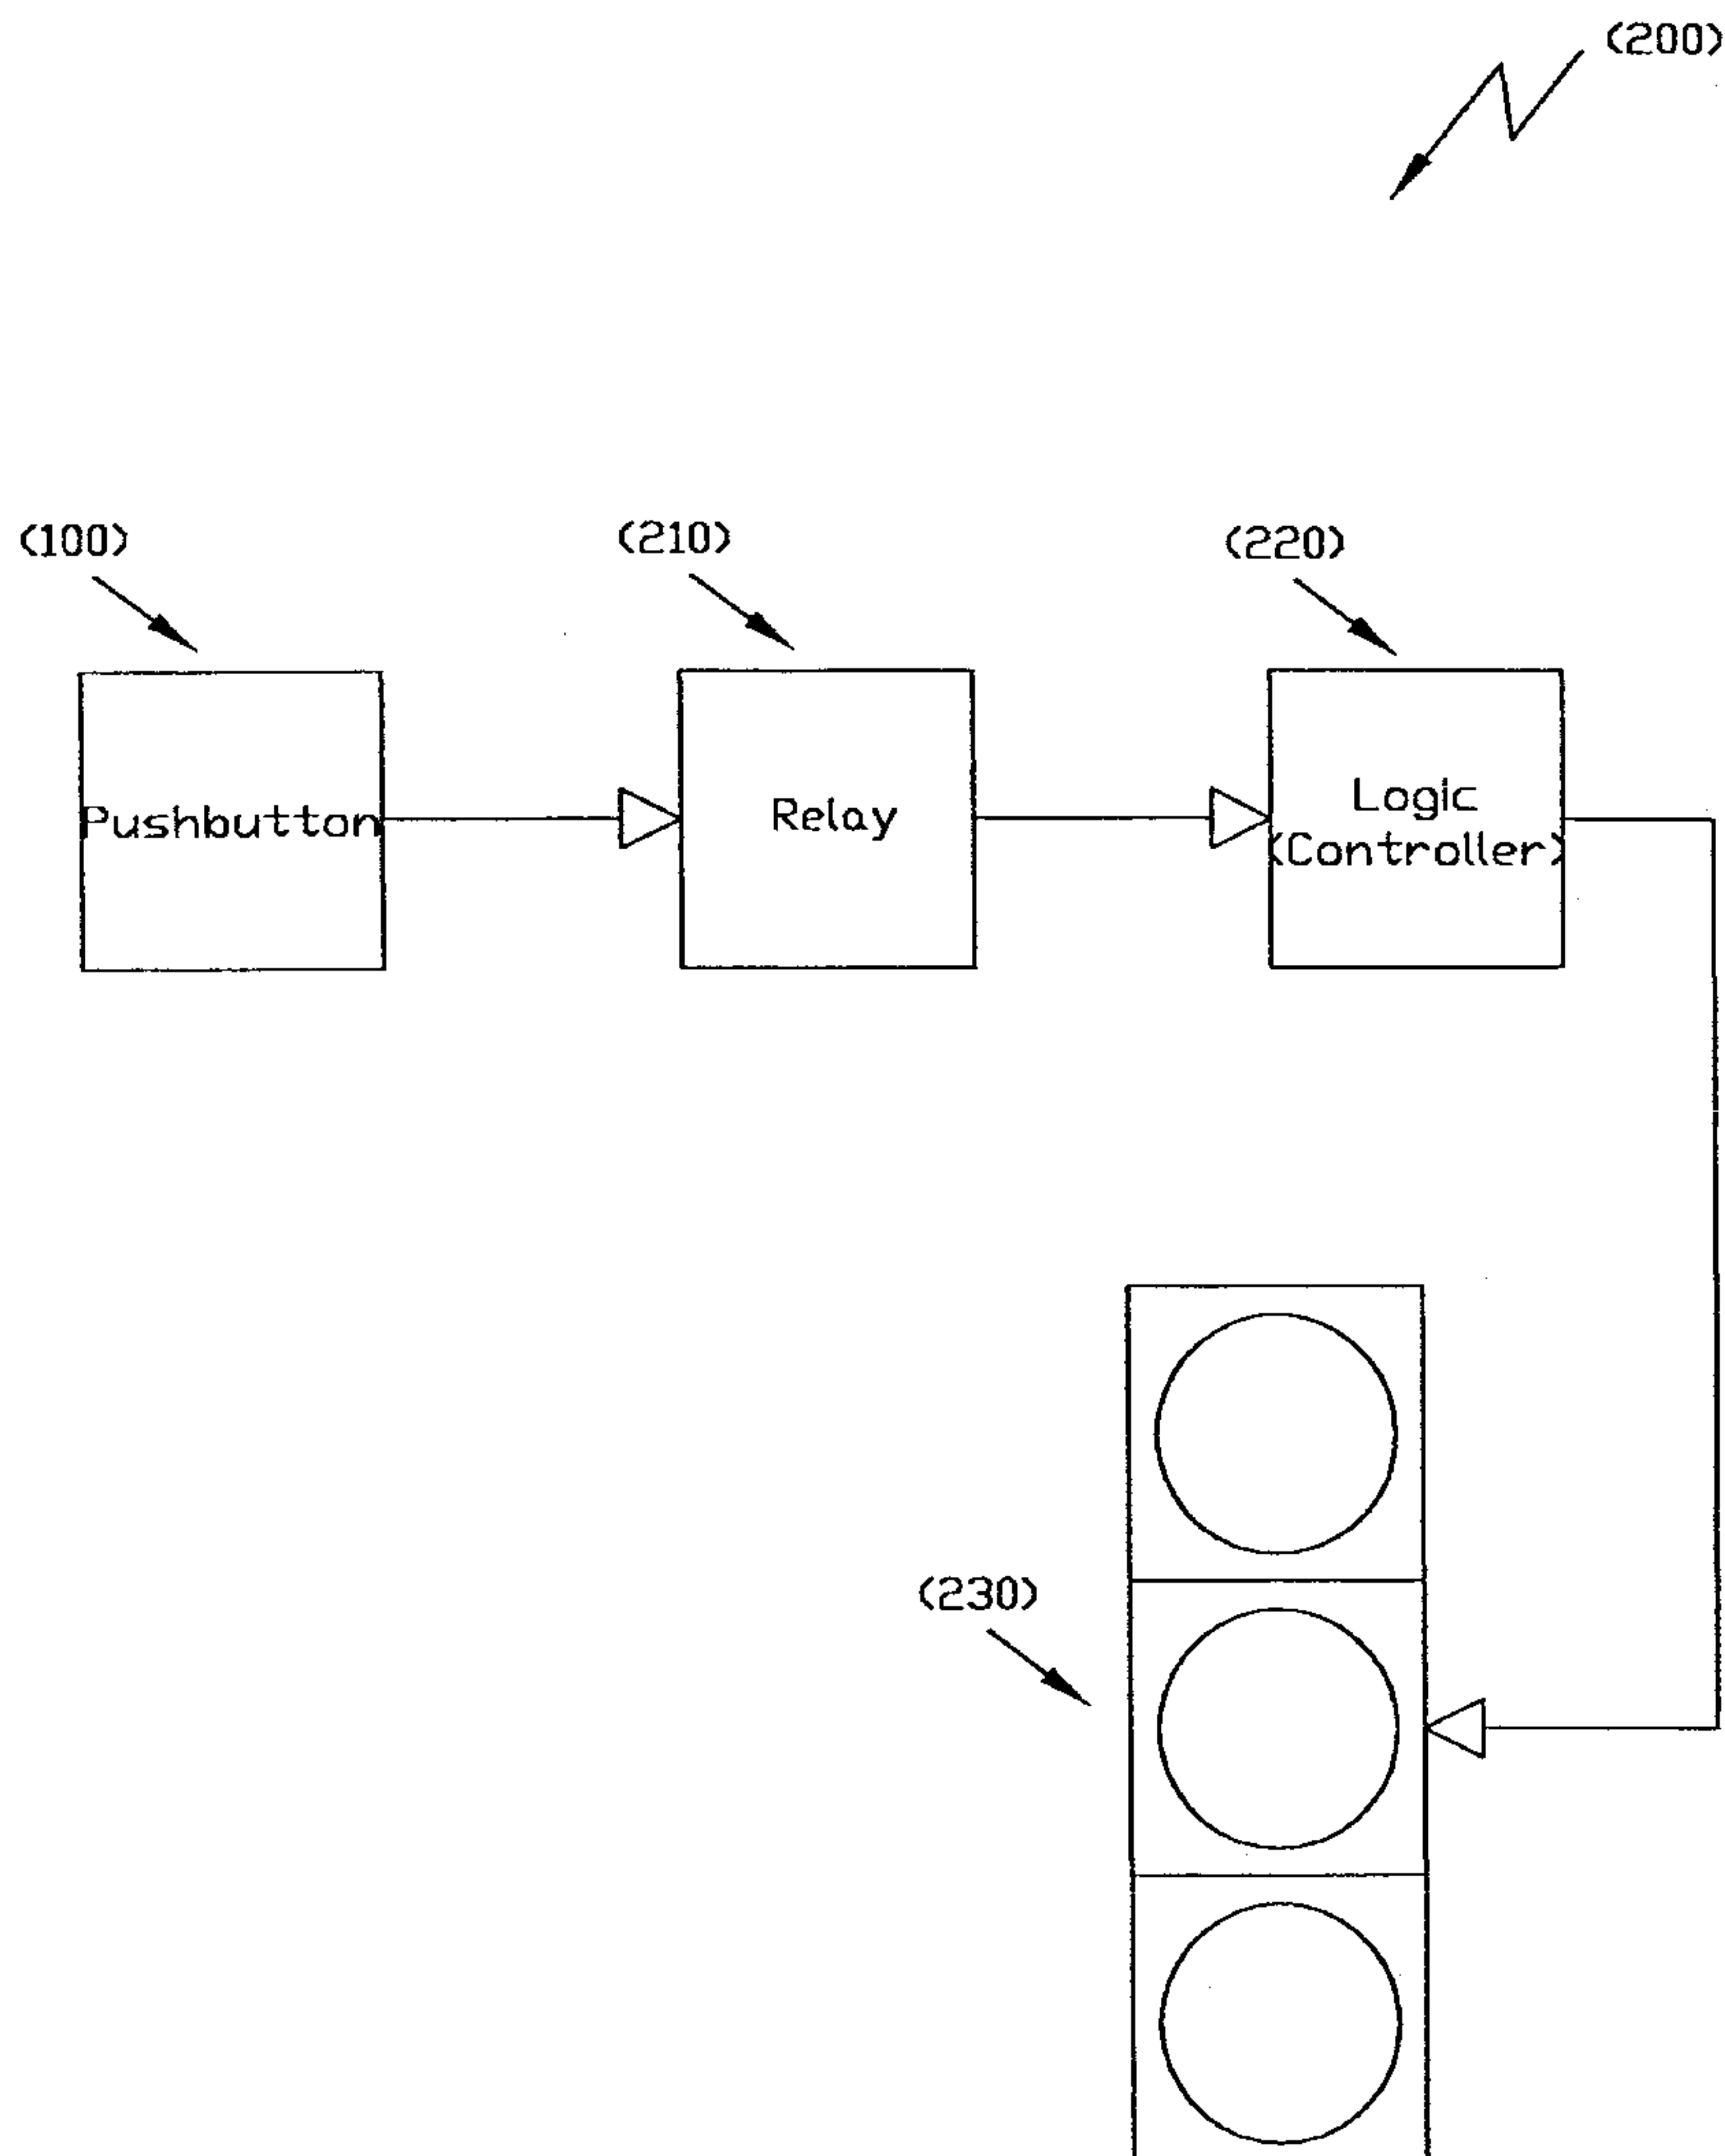 (200)
(100)
(210)
(220)
Pushbutton
Relay
Logic
(Controller)
(230)